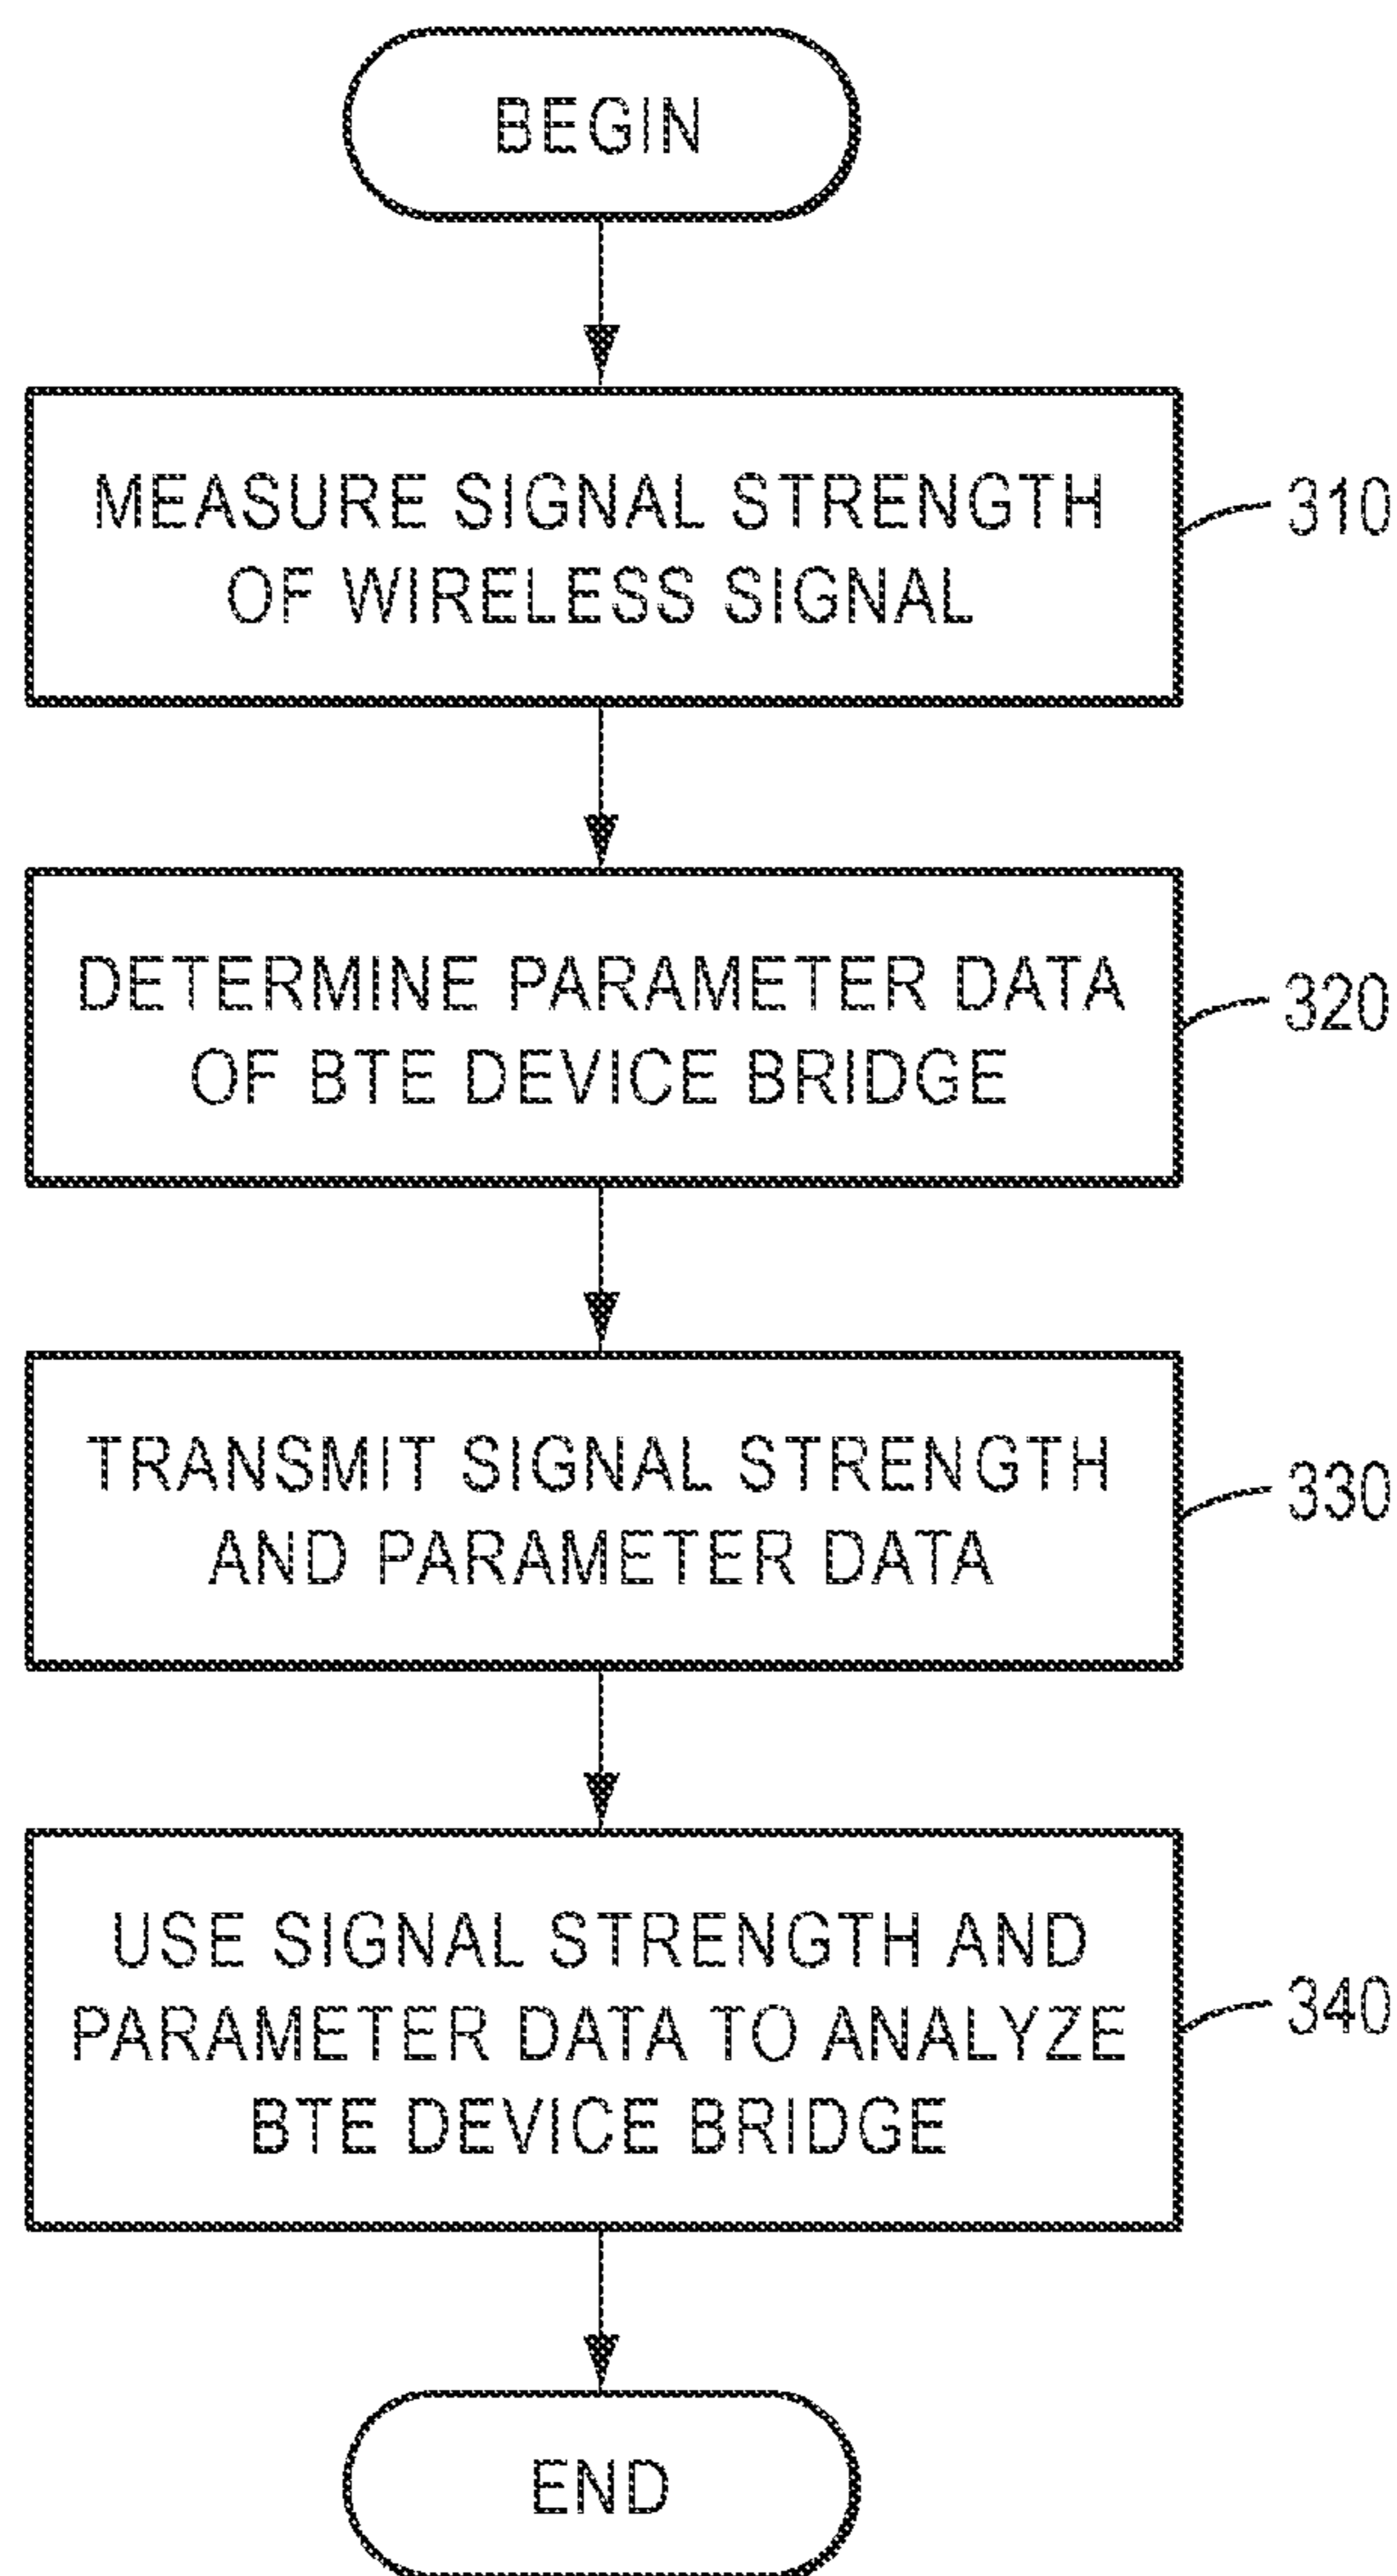 BEGIN
MEASURE SIGNAL STRENGTH
OF WIRELESS SIGNAL
310
DETERMINE PARAMETER DATA
OF BTE DEVICE BRIDGE
320
TRANSMIT SIGNAL STRENGTH
AND PARAMETER DATA
330
USE SIGNAL STRENGTH AND
PARAMETER DATA TO ANALYZE
BTE DEVICE BRIDGE
340
END